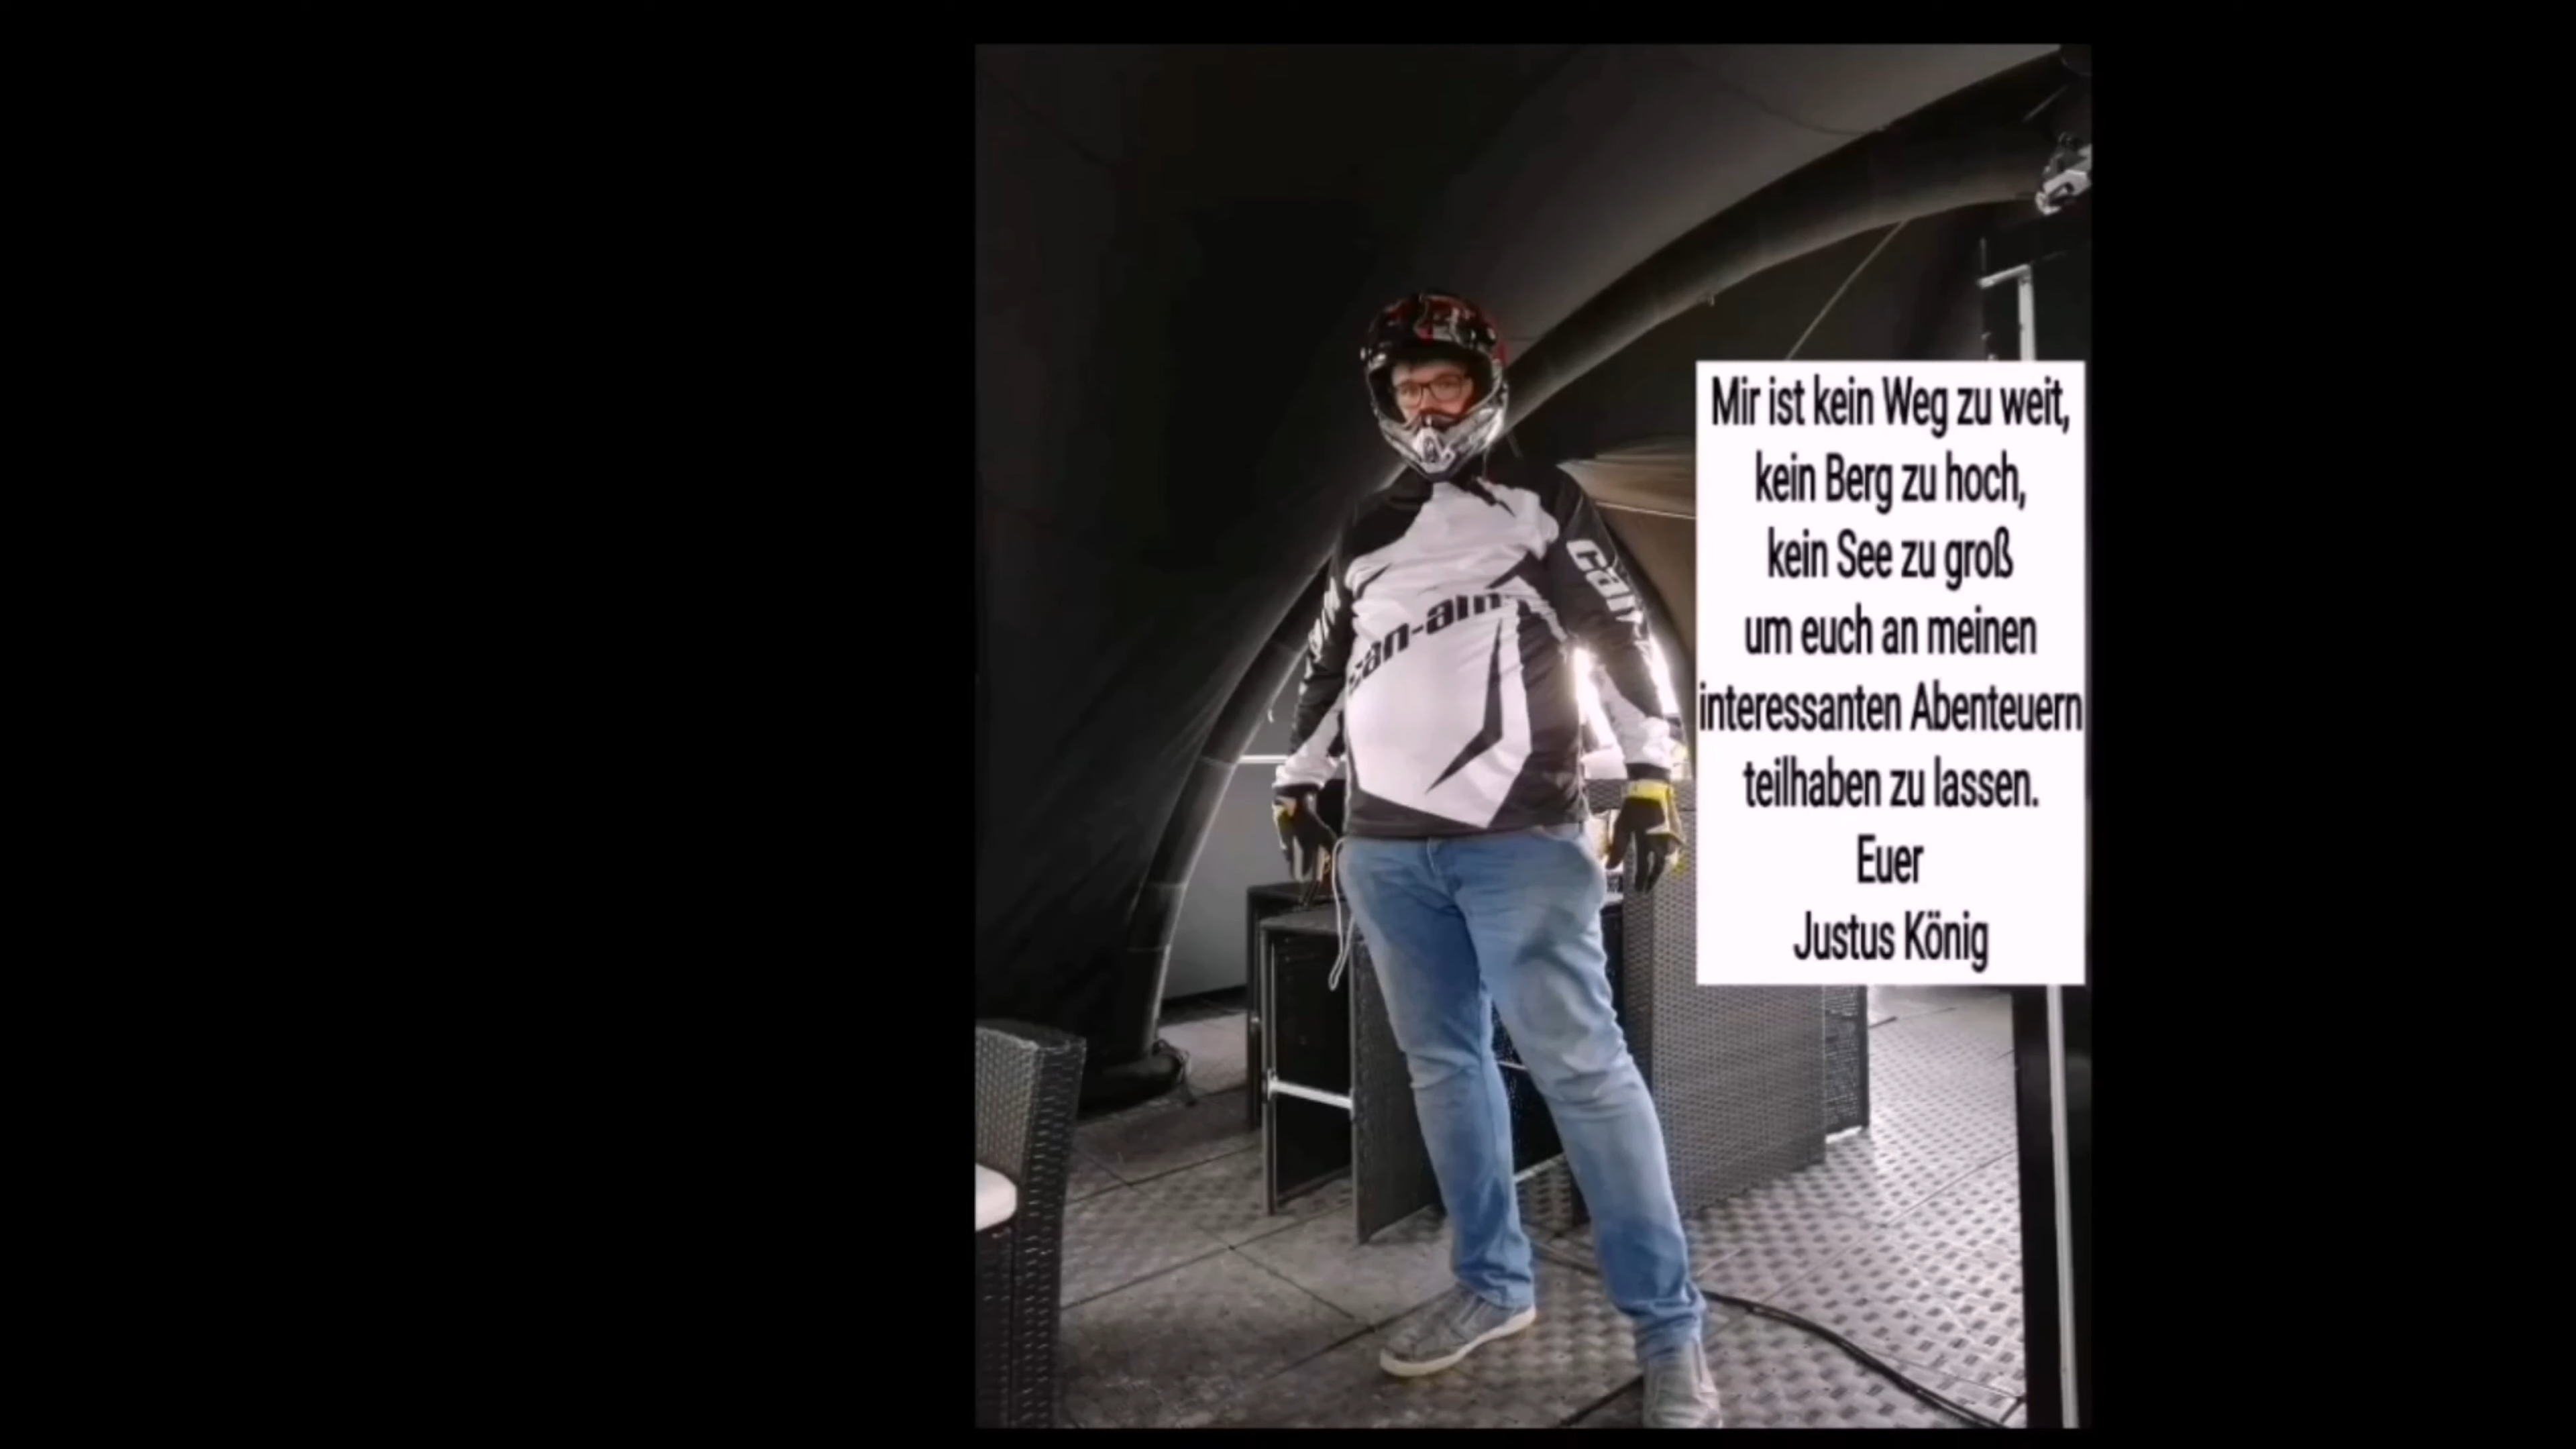 Mir ist kein Weg zu weit,
kein Berg zu hoch,
kein See zu groß
um euch an meinen
interessanten Abenteuern
teilhaben zu lassen.
Euer
Justus König
can-am
can